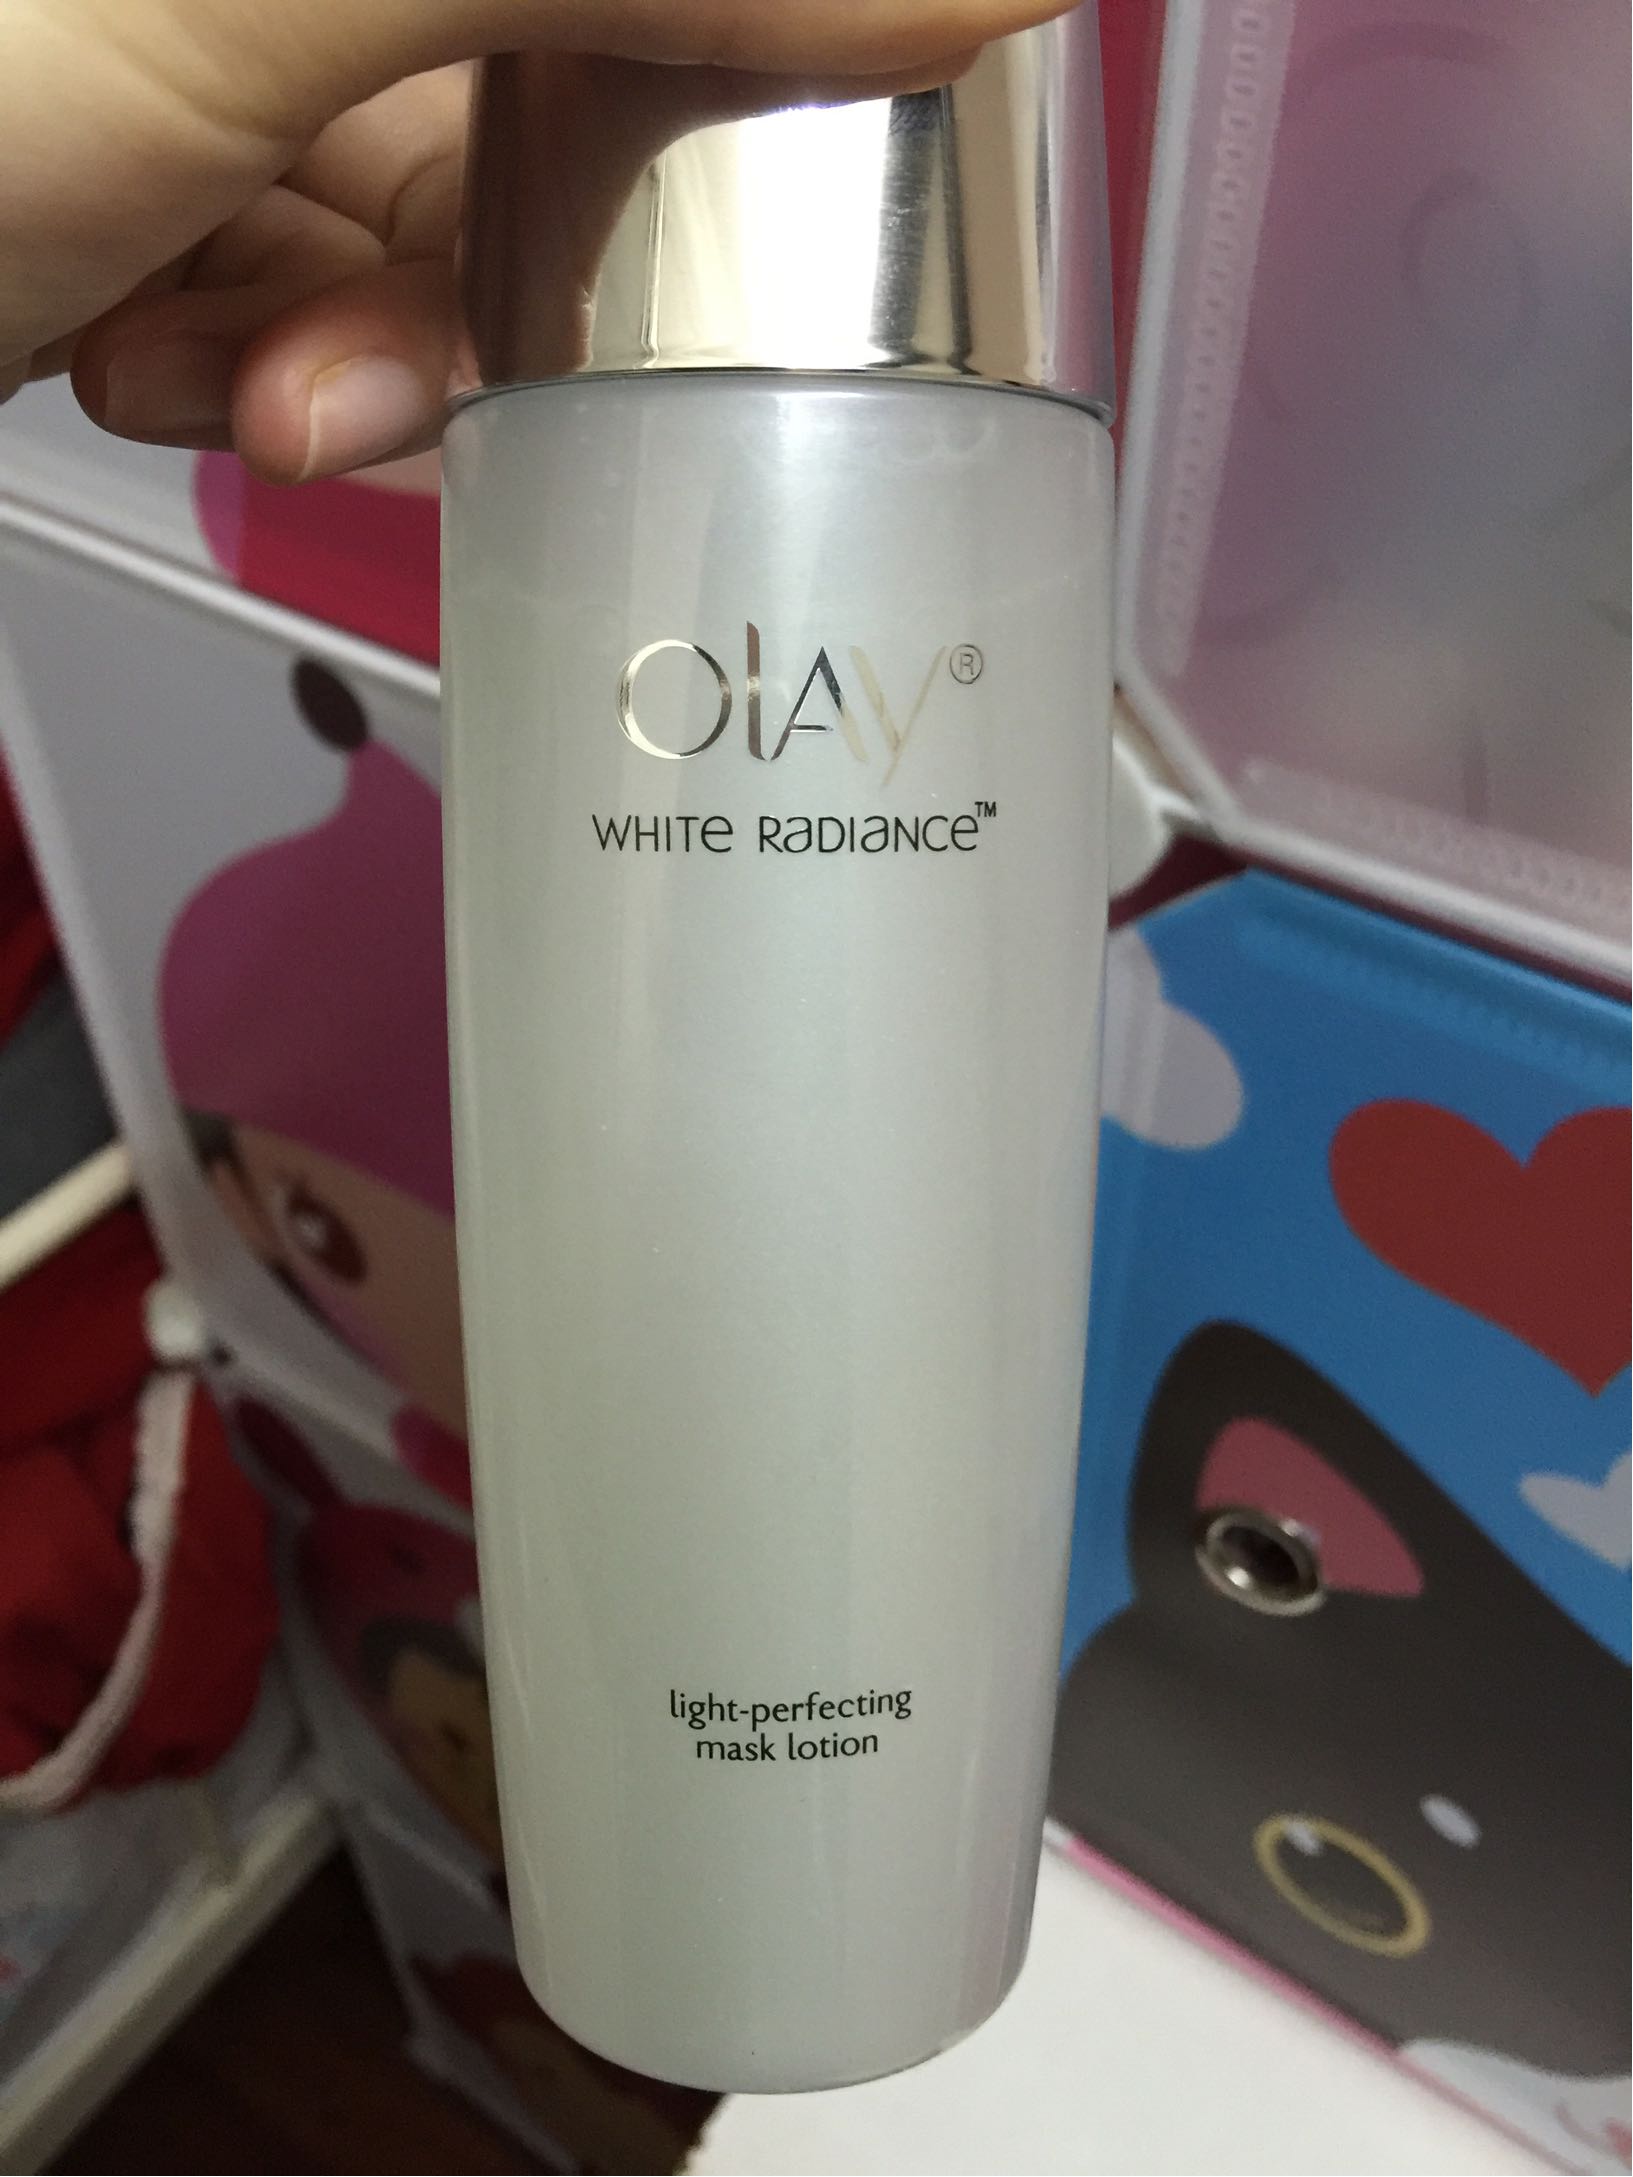 Olay®
WHITE RADIANCE™
light-perfecting
mask lotion